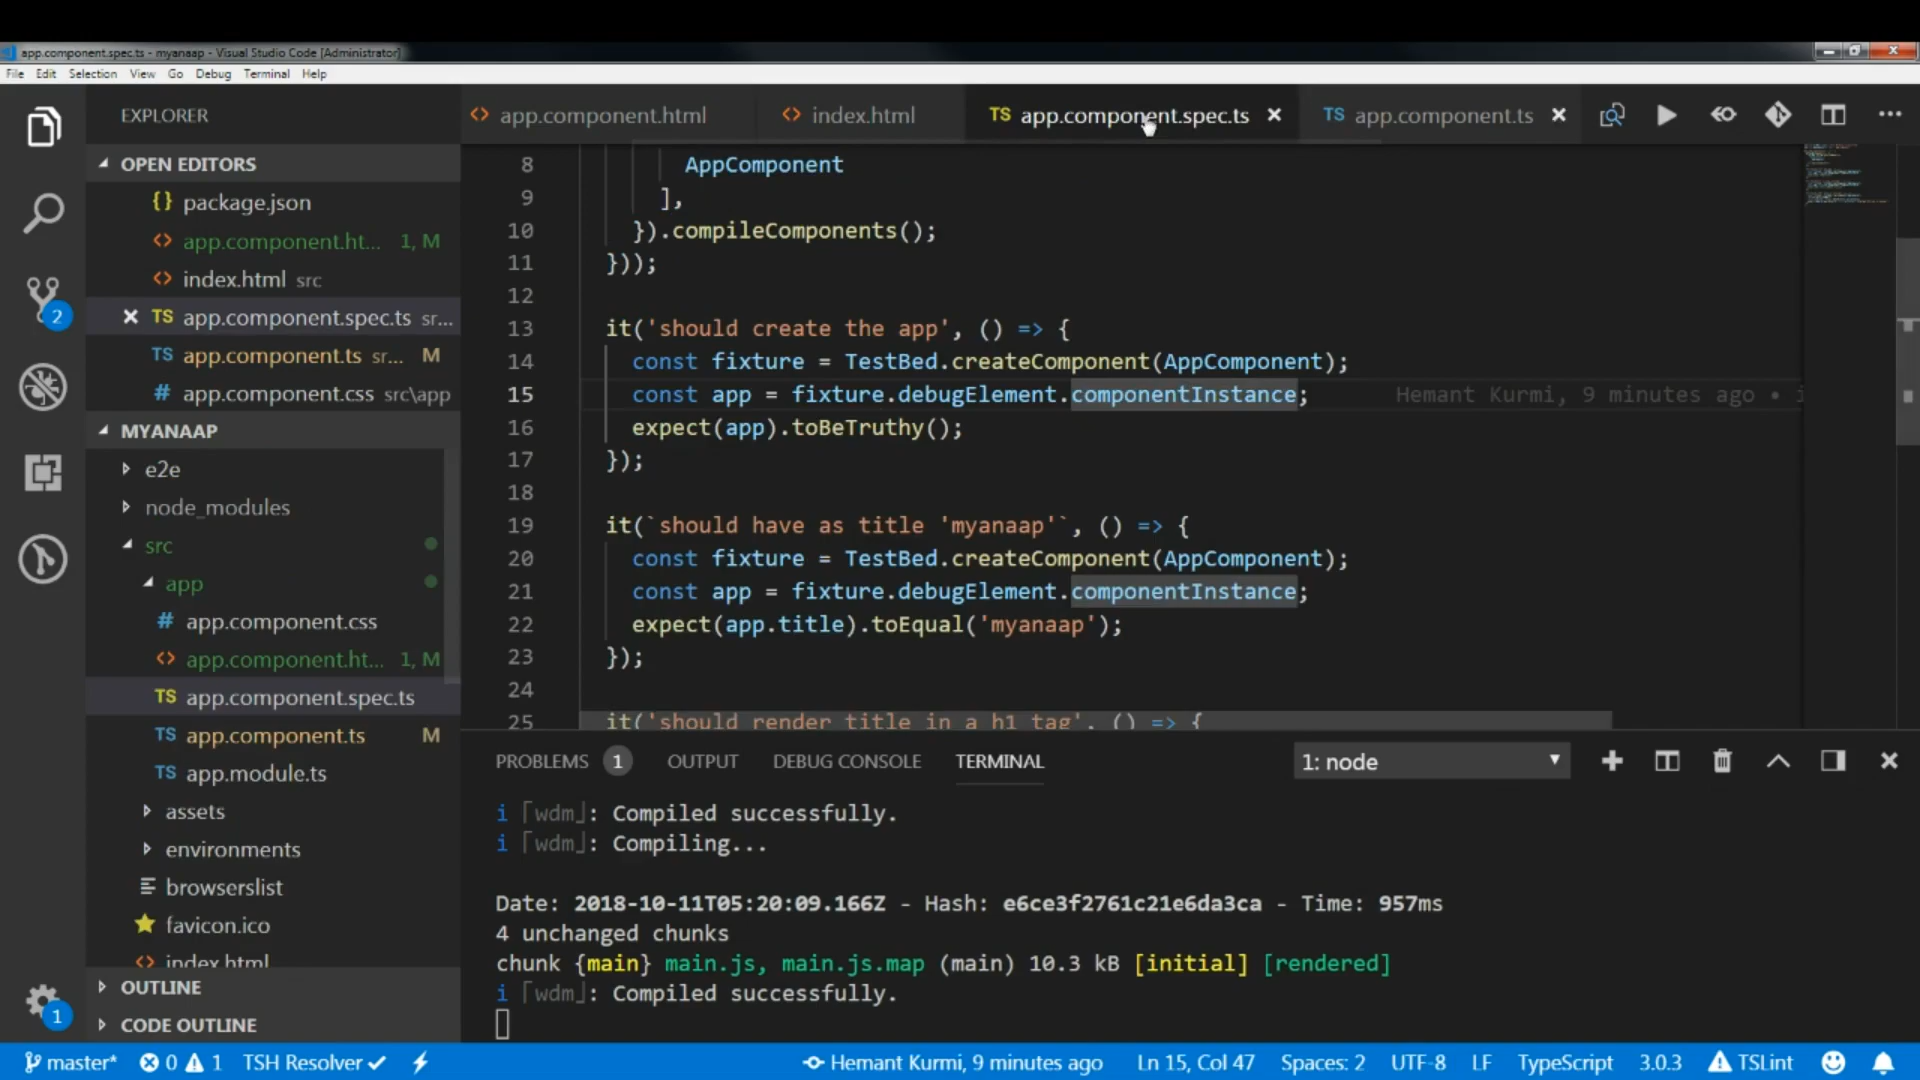 app.component.spec.ts - myanaap - Visual Studio Code [Administrator]
File Edit Selection View Go Debug Terminal Help
EXPLORER
OPEN EDITORS
{} package.json
<> app.component.ht... 1, M
<> index.html src
TS app.component.spec.ts sr...
TS app.component.ts sr... M
# app.component.css src\app
MYANAAP
e2e
node_modules
src
app
# app.component.css
<> app.component.ht... 1, M
TS app.component.spec.ts
TS app.component.ts M
TS app.module.ts
assets
environments
browserslist
favicon.ico
<> index.html
OUTLINE
CODE OUTLINE
2
1
<> app.component.html <> index.html TS app.component.spec.ts TS app.component.ts
8 AppComponent
9 ],
10 }).compileComponents();
11 }));
12
13 it('should create the app', () => {
14 const fixture = TestBed.createComponent(AppComponent);
15 const app = fixture.debugElement.componentInstance; Hemant Kurmi, 9 minutes ago • i
16 expect(app).toBeTruthy();
17 });
18
19 it(`should have as title 'myanaap'`, () => {
20 const fixture = TestBed.createComponent(AppComponent);
21 const app = fixture.debugElement.componentInstance;
22 expect(app.title).toEqual('myanaap');
23 });
24
25 it('should render title in a h1 tag', () => {
PROBLEMS 1 OUTPUT DEBUG CONSOLE TERMINAL 1: node
i ｢wdm｣: Compiled successfully.
i ｢wdm｣: Compiling...
Date: 2018-10-11T05:20:09.166Z - Hash: e6ce3f2761c21e6da3ca - Time: 957ms
4 unchanged chunks
chunk {main} main.js, main.js.map (main) 10.3 kB [initial] [rendered]
i ｢wdm｣: Compiled successfully.
master* 0 1 TSH Resolver Hemant Kurmi, 9 minutes ago Ln 15, Col 47 Spaces: 2 UTF-8 LF TypeScript 3.0.3 TSLint